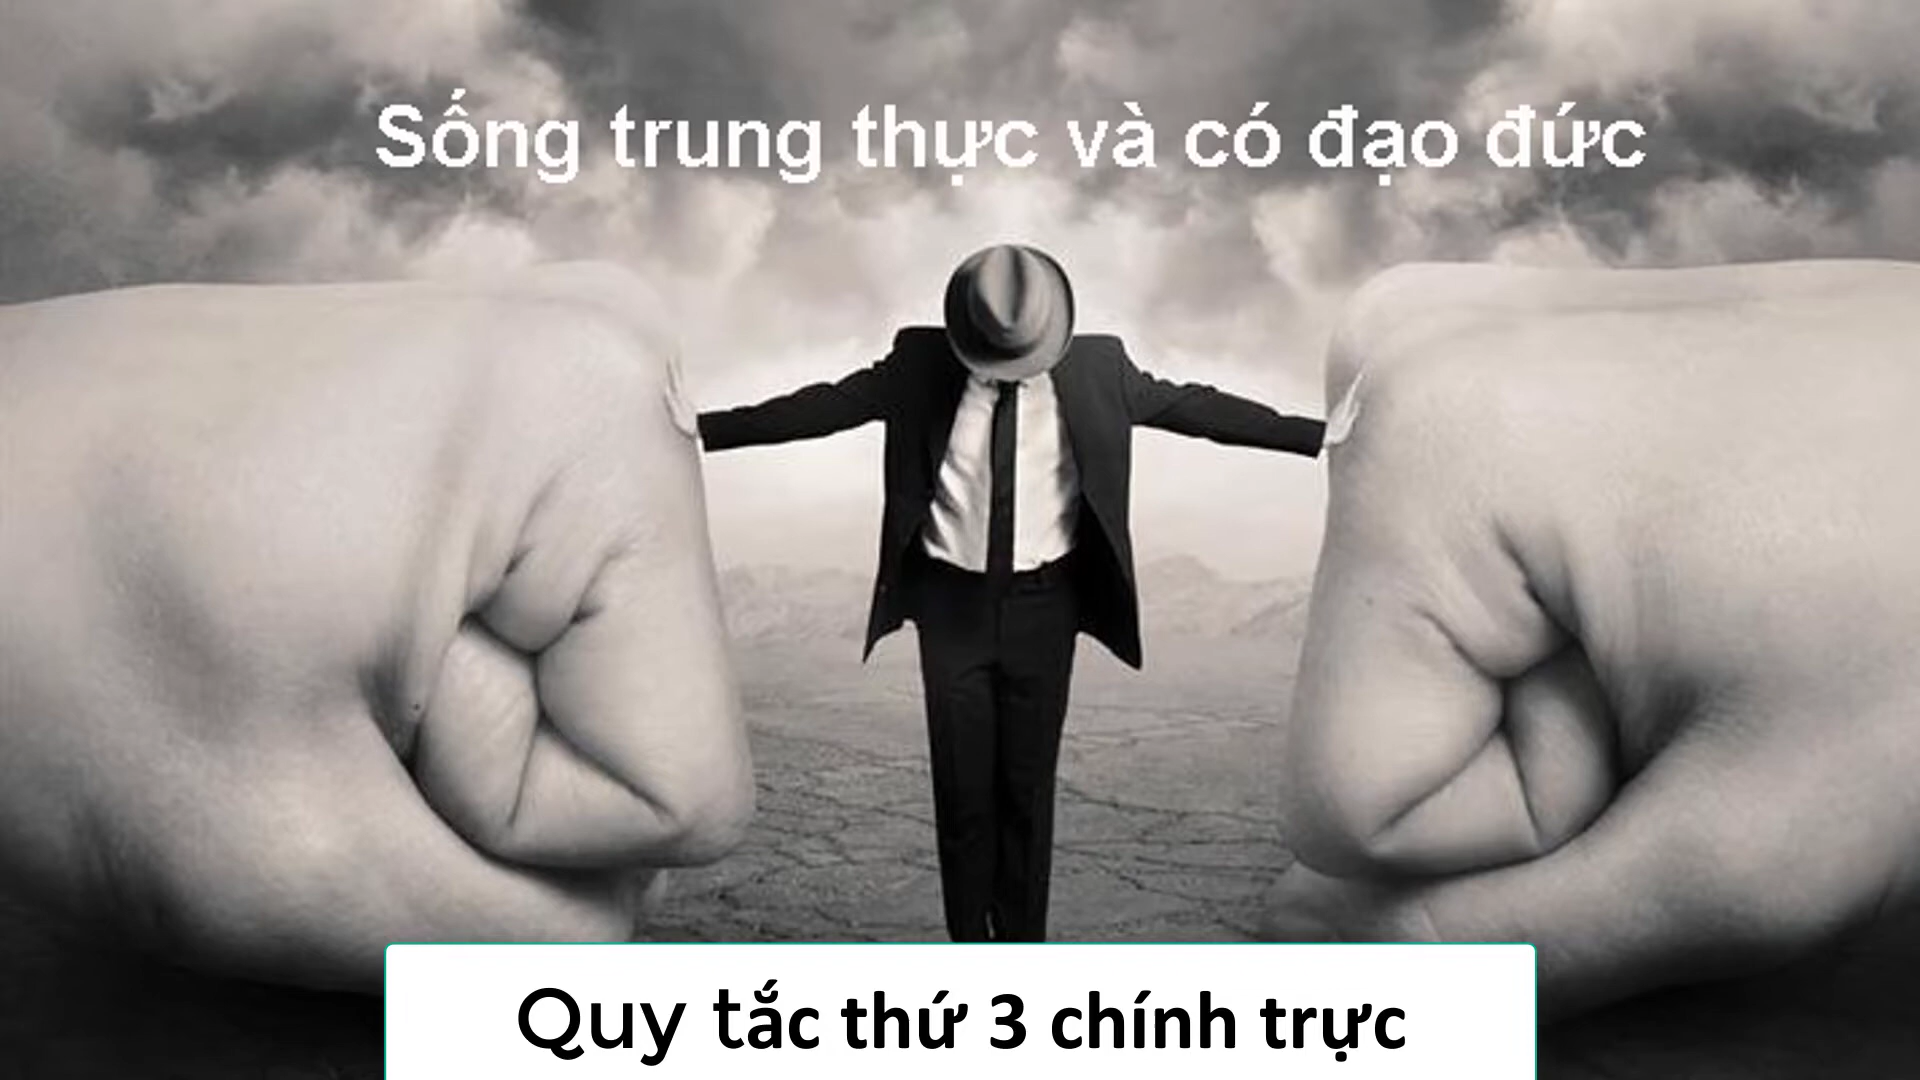 Sống trung thực và có đạo đức
Quy tắc thứ 3 chính trực